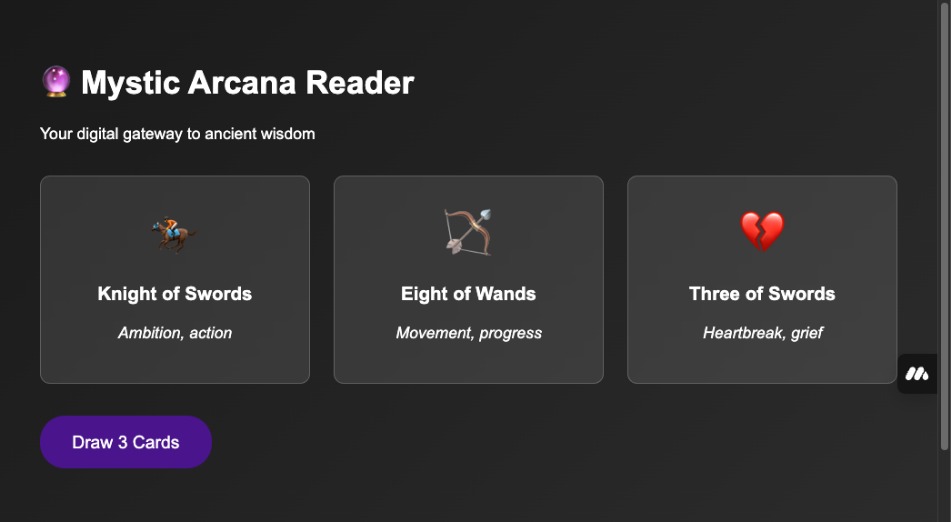 Mystic Arcana Reader
Your digital gateway to ancient wisdom
Knight of Swords
Ambition, action
Eight of Wands
Movement, progress
Three of Swords
Heartbreak, grief
Draw 3 Cards